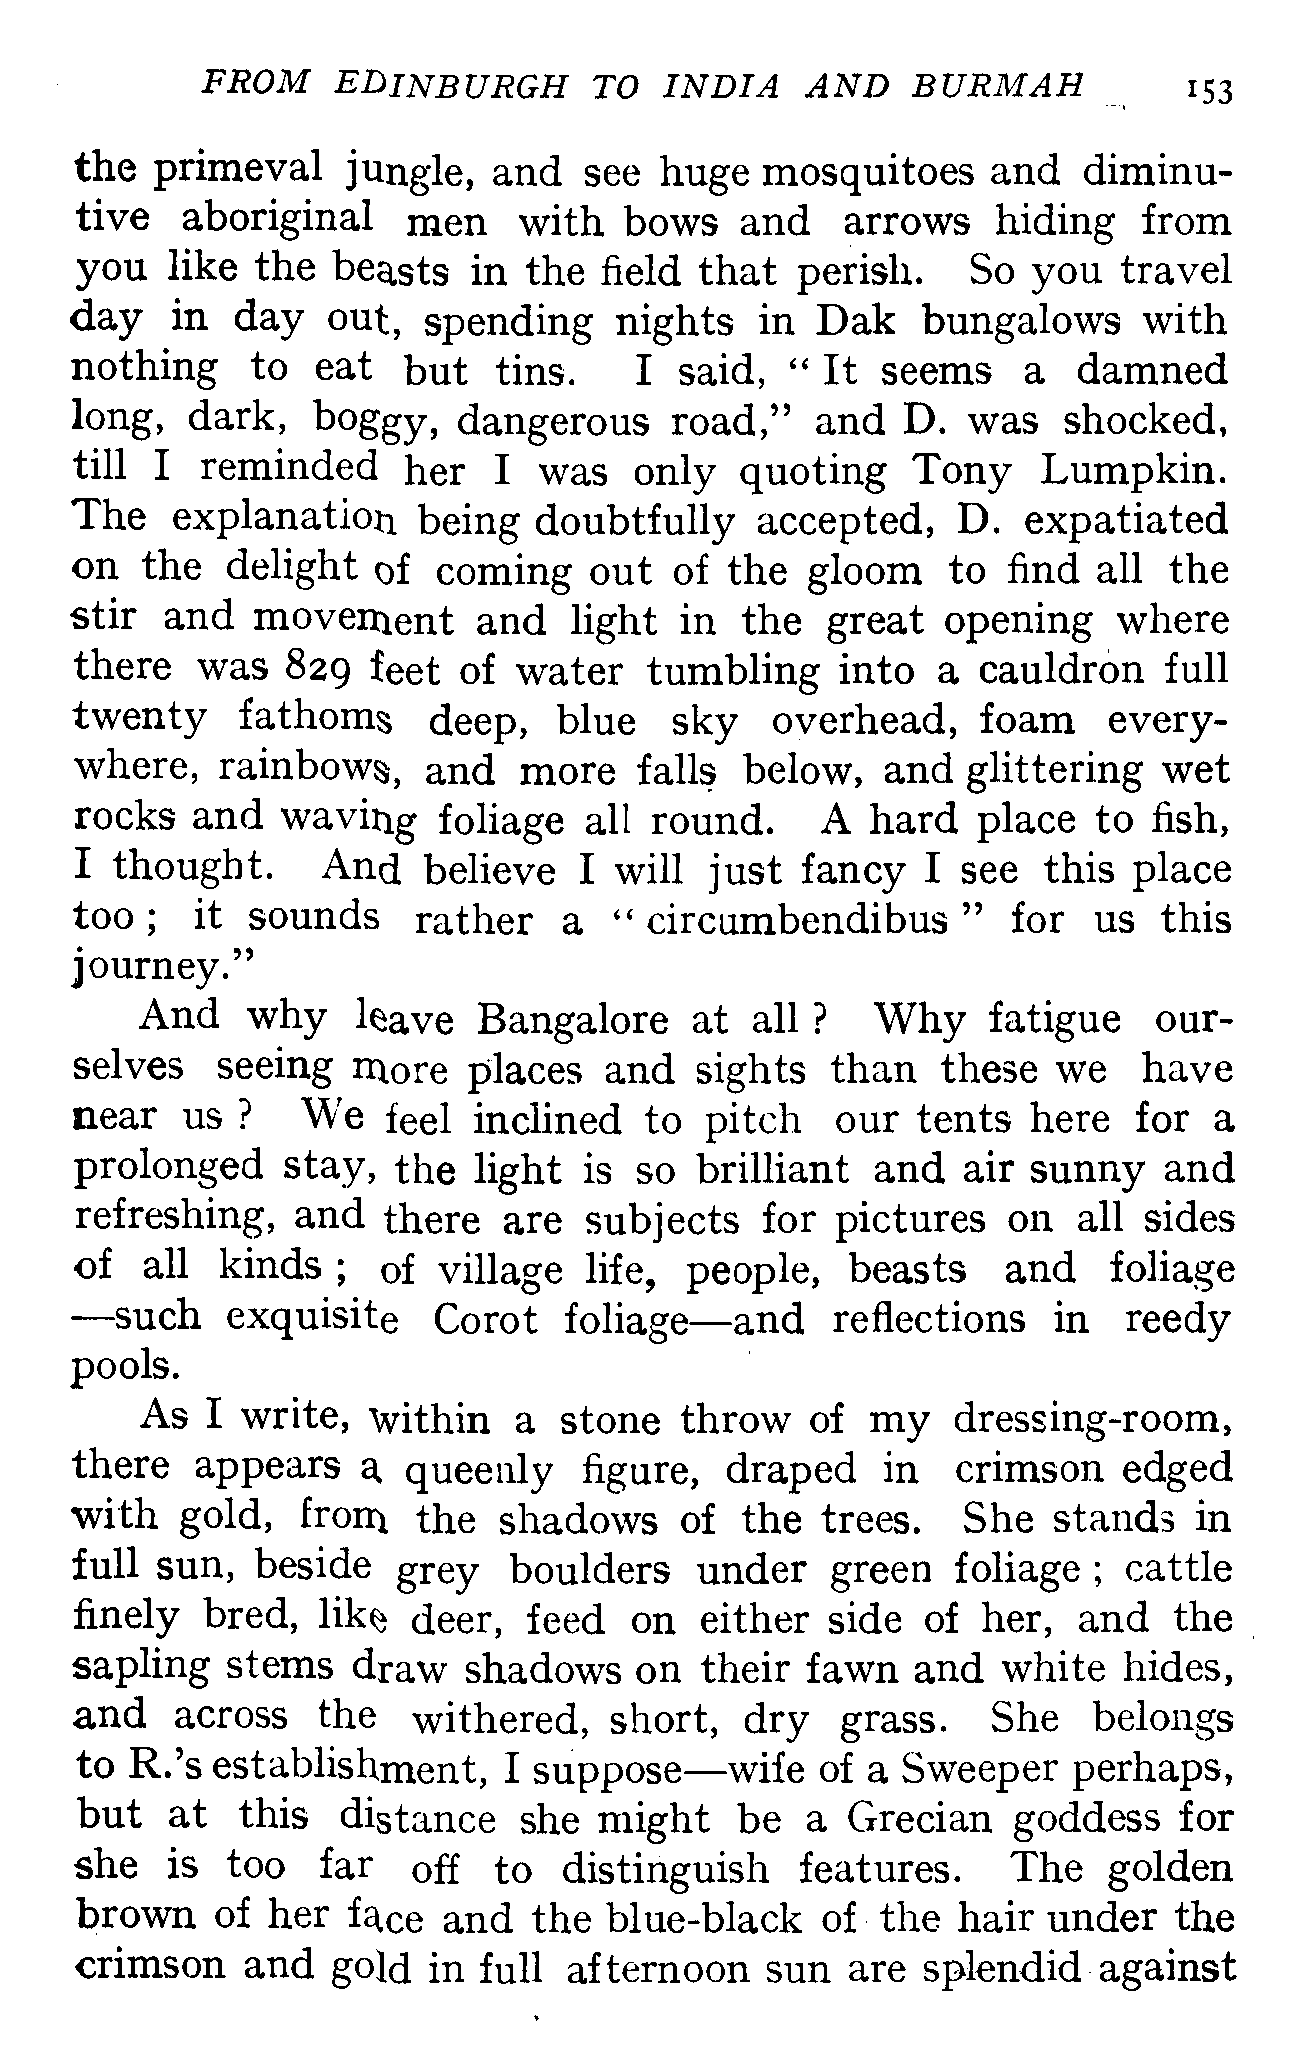 FROM EDINBURGH TO INDIA AND BURMAH 153
the primeval jungle, and see huge mosquitoes and diminu-
tive aboriginal men with bows and arrows hiding from
you like the beasts in the field that perish. So you travel
day in day out, spending nights in Dak bungalows with
nothing to eat but tins. I said, “ It seems a damned
long, dark, boggy, dangerous road,” and D. was shocked,
till I reminded her I was only quoting Tony Lumpkin.
The explanation being doubtfully accepted, D. expatiated
on the delight of coming out of the gloom to find all the
stir and movement and light in the great opening where
there was 829 feet of water tumbling into a cauldron full
twenty fathoms deep, blue sky overhead, foam every-
where, rainbows, and more falls below, and glittering wet
rocks and waving foliage all round. A hard place to fish,
I thought. And believe I will just fancy I see this place
too ; it sounds rather a “ circumbendibus ” for us this
journey.”
And why leave Bangalore at all ? Why fatigue our-
selves seeing more places and sights than these we have
near us ? We feel inclined to pitch our tents here for a
prolonged stay, the light is so brilliant and air sunny and
refreshing, and there are subjects for pictures on all sides
of all kinds ; of village life, people, beasts and foliage
—such exquisite Corot foliage—and reflections in reedy
pools.
As I write, within a stone throw of my dressing-room,
there appears a queenly figure, draped in crimson edged
with gold, from the shadows of the trees. She stands in
full sun, beside grey boulders under green foliage ; cattle
finely bred, like deer, feed on either side of her, and the
sapling stems draw shadows on their fawn and white hides,
and across the withered, short, dry grass. She belongs
to R.’s establishment, I suppose—wife of a Sweeper perhaps,
but at this distance she might be a Grecian goddess for
she is too far off to distinguish features. The golden
brown of her face and the blue-black of the hair under the
crimson and gold in full afternoon sun are splendid against